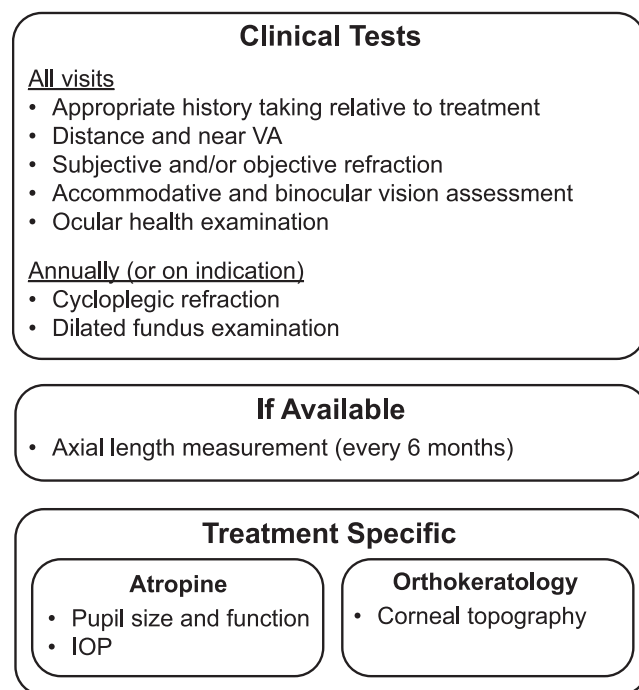 Clinical Tests
All visits
• Appropriate history taking relative to treatment
• Distance and near VA
• Subjective and/or objective refraction
• Accommodative and binocular vision assessment
• Ocular health examination
Annually (or on indication)
• Cycloplegic refraction
• Dilated fundus examination
If Available
• Axial length measurement (every 6 months)
Treatment Specific
Atropine
• Pupil size and function
• IOP
Orthokeratology
• Corneal topography